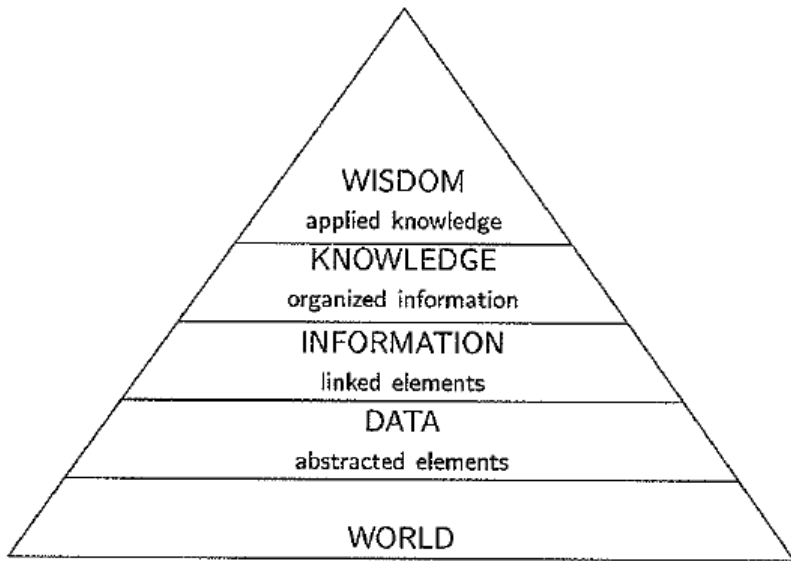 WISDOM
applied knowledge
KNOWLEDGE
organized information
INFORMATION
linked elements
DATA
abstracted elements
WORLD